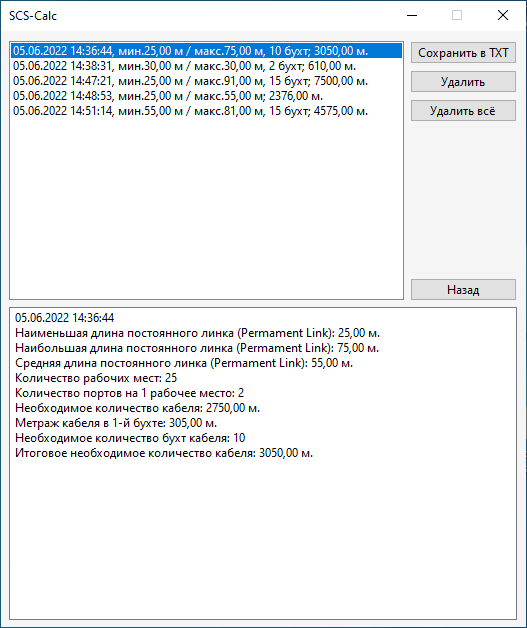 SCS-Calc
05.06.2022 14:36:44, мин.25,00 м / макс.75,00 м, 10 бухт; 3050,00 м.
05.06.2022 14:38:31, мин.30,00 м / макс.30,00 м, 2 бухт; 610,00 м.
05.06.2022 14:47:21, мин.25,00 м / макс.91,00 м, 15 бухт; 7500,00 м.
05.06.2022 14:48:53, мин.25,00 м / макс.55,00 м; 2376,00 м.
05.06.2022 14:51:14, мин.55,00 м / макс.81,00 м, 15 бухт; 4575,00 м.
Сохранить в TXT
Удалить
Удалить всё
Назад
05.06.2022 14:36:44
Наименьшая длина постоянного линка (Permament Link): 25,00 м.
Наибольшая длина постоянного линка (Permament Link): 75,00 м.
Средняя длина постоянного линка (Permament Link): 55,00 м.
Количество рабочих мест: 25
Количество портов на 1 рабочее место: 2
Необходимое количество кабеля: 2750,00 м.
Метраж кабеля в 1-й бухте: 305,00 м.
Необходимое количество бухт кабеля: 10
Итоговое необходимое количество кабеля: 3050,00 м.